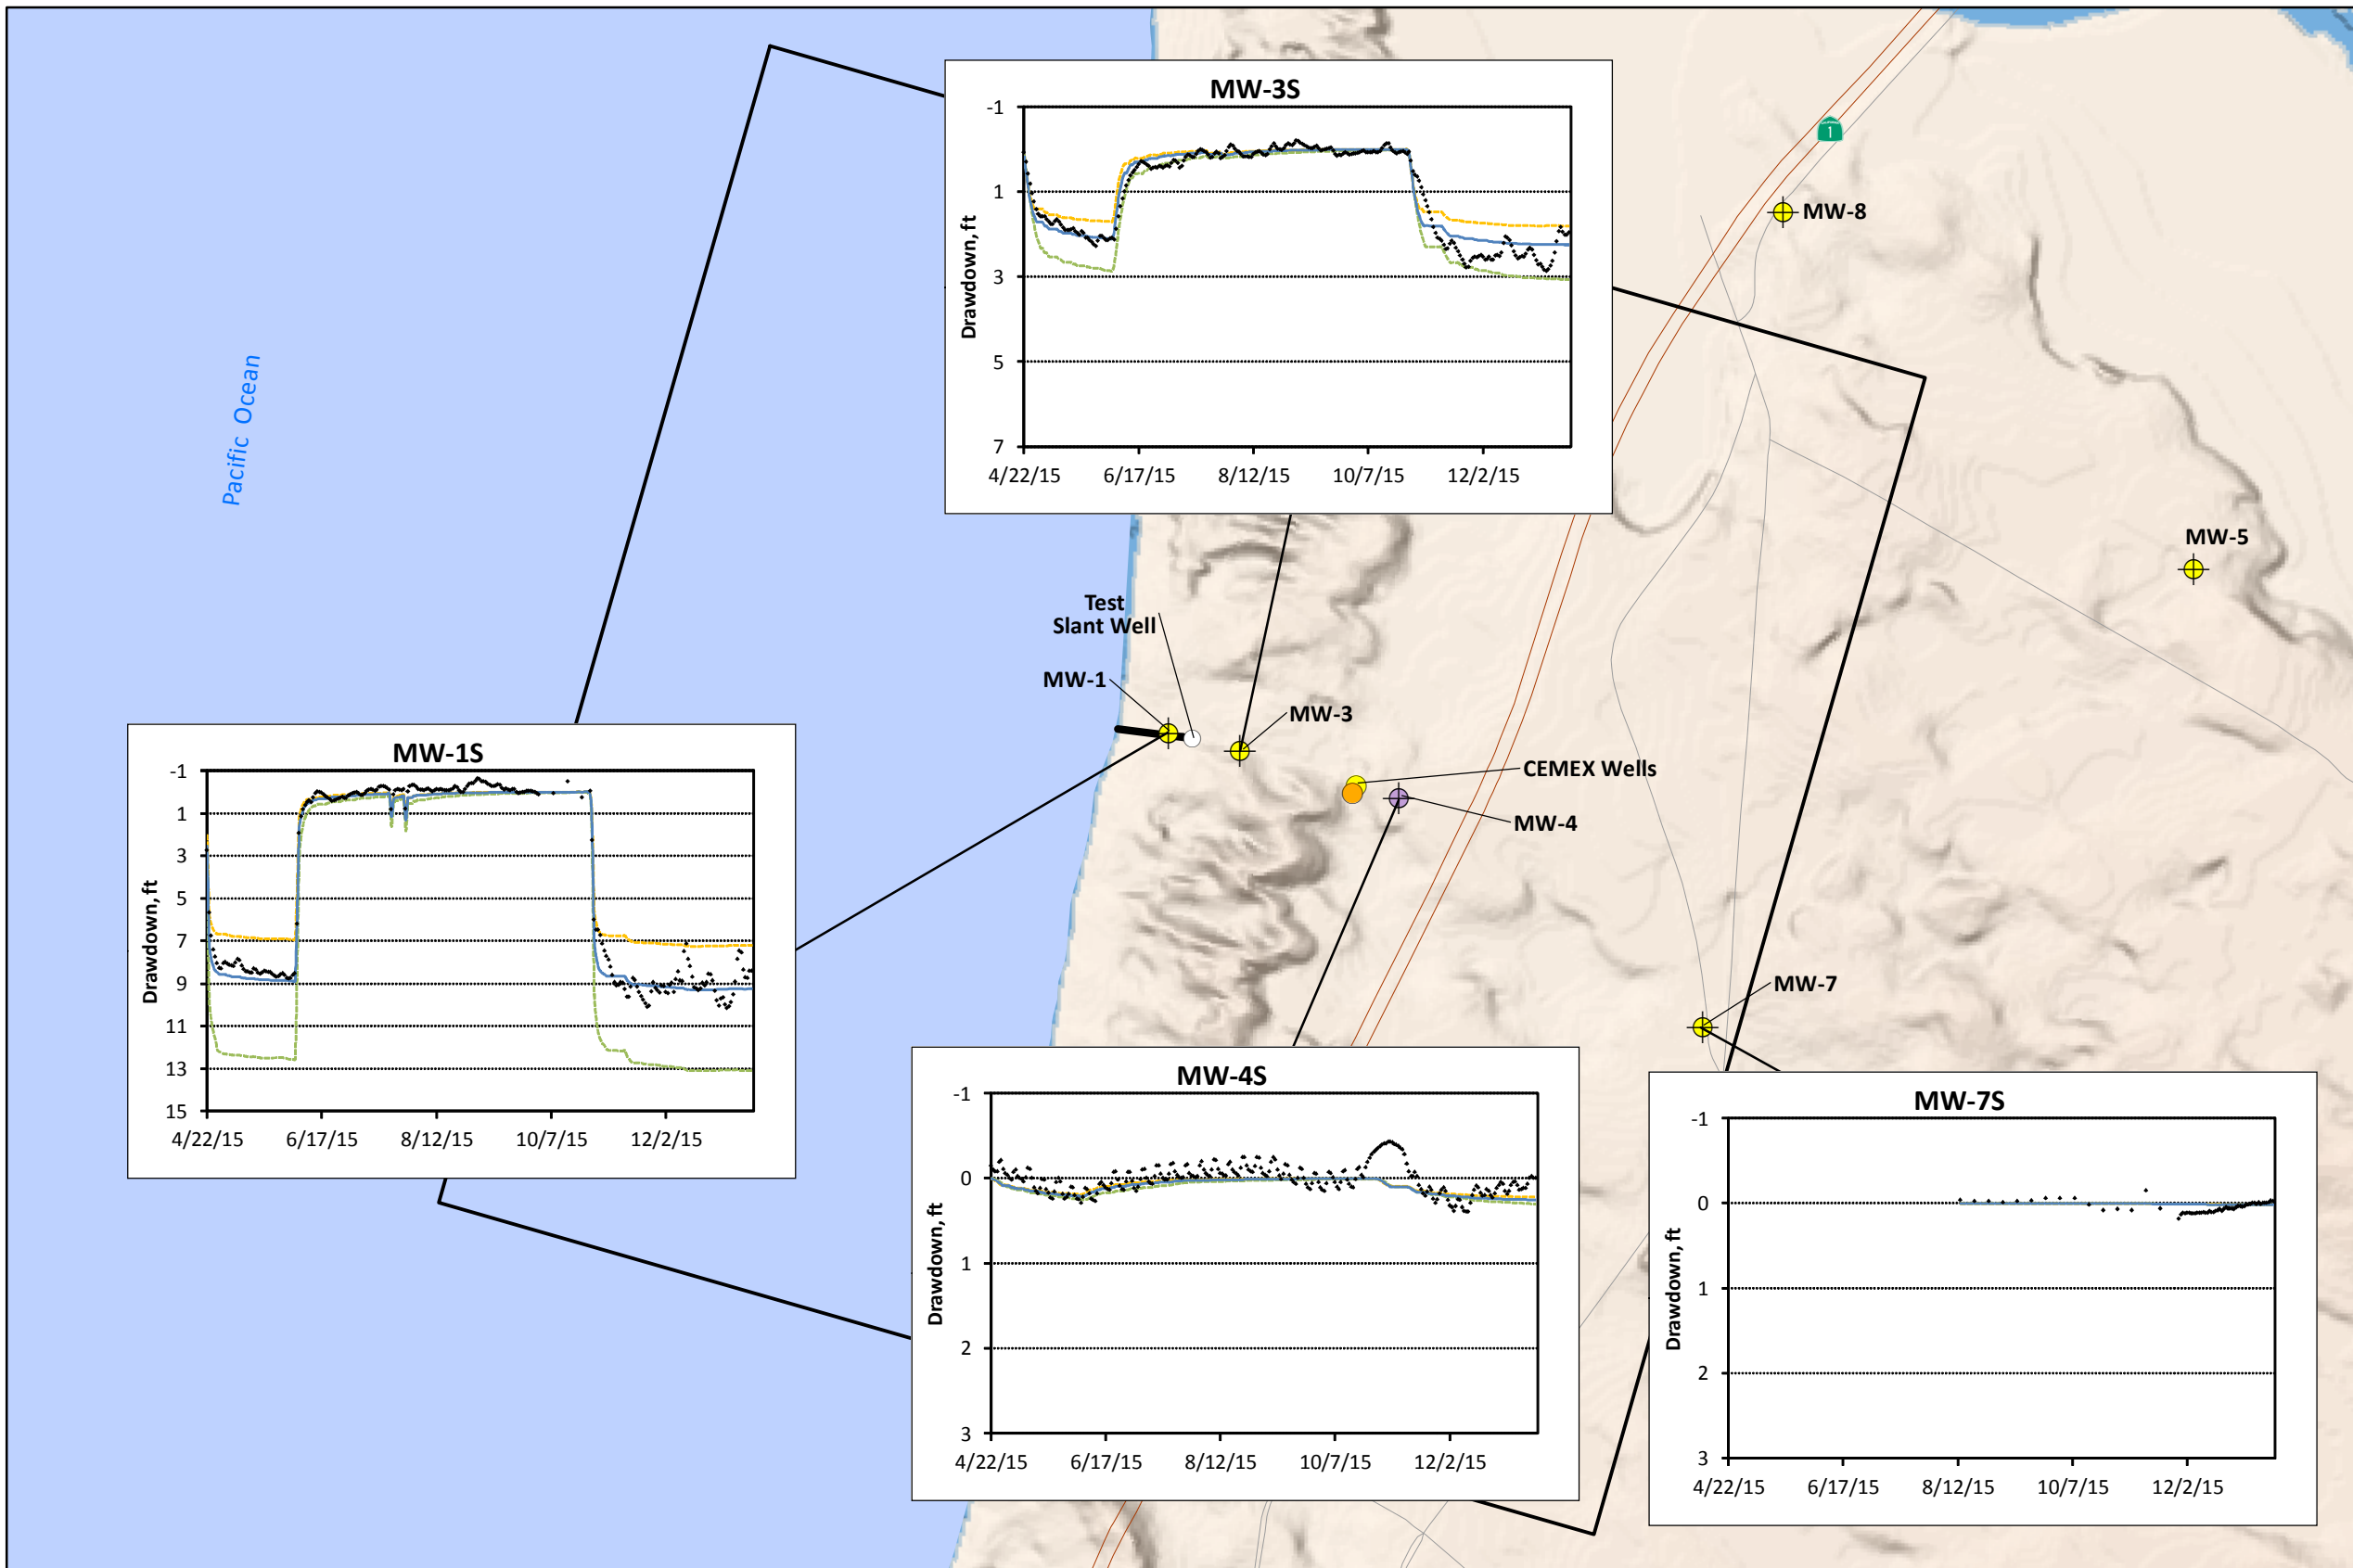 MW-3S
-1
1
3
5
7
Drawdown, ft
4/22/15 6/17/15 8/12/15 10/7/15 12/2/15
1
MW-8
Pacific Ocean
MW-5
Test
Slant Well
MW-1
MW-3
CEMEX Wells
MW-4
MW-7
MW-1S
-1
1
3
5
7
9
11
13
15
Drawdown, ft
4/22/15 6/17/15 8/12/15 10/7/15 12/2/15
MW-4S
-1
0
1
2
3
Drawdown, ft
4/22/15 6/17/15 8/12/15 10/7/15 12/2/15
MW-7S
-1
0
1
2
3
Drawdown, ft
4/22/15 6/17/15 8/12/15 10/7/15 12/2/15